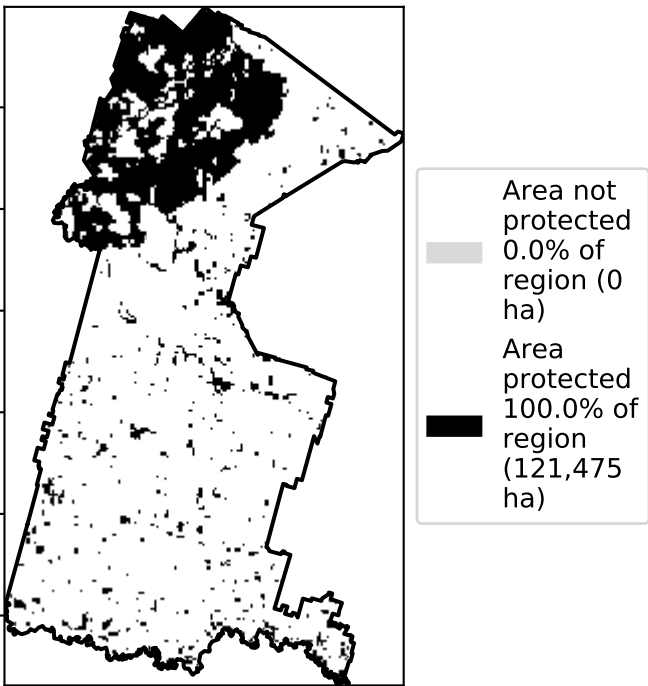 Area not
protected
0.0% of
region (0
ha)
Area
protected
100.0% of
region
(121,475
ha)